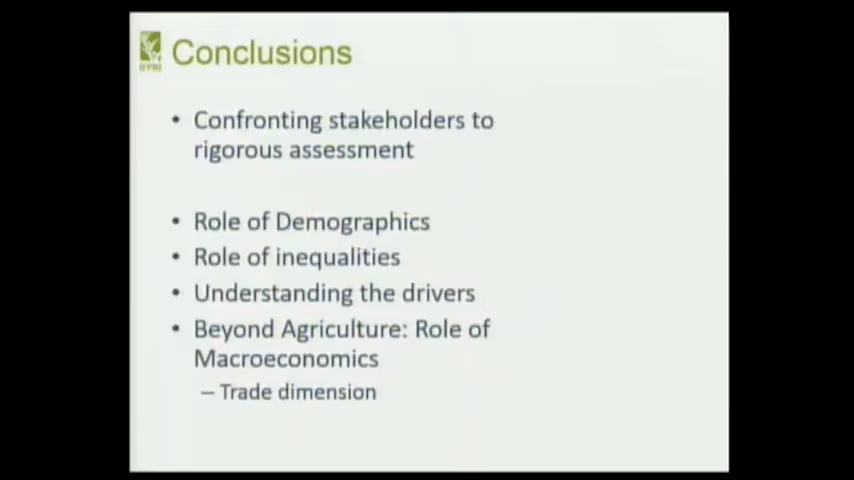 IFPRI
Conclusions
• Confronting stakeholders to
rigorous assessment
• Role of Demographics
• Role of inequalities
• Understanding the drivers
• Beyond Agriculture: Role of
Macroeconomics
– Trade dimension